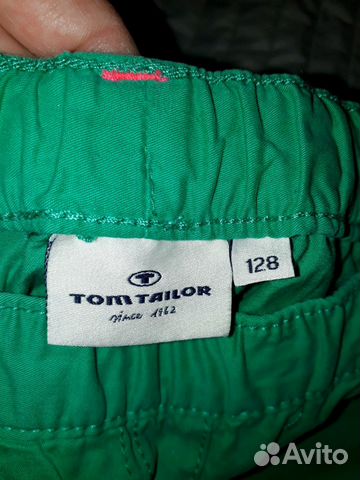 T
TOM TAILOR
since 1962
128
Avito